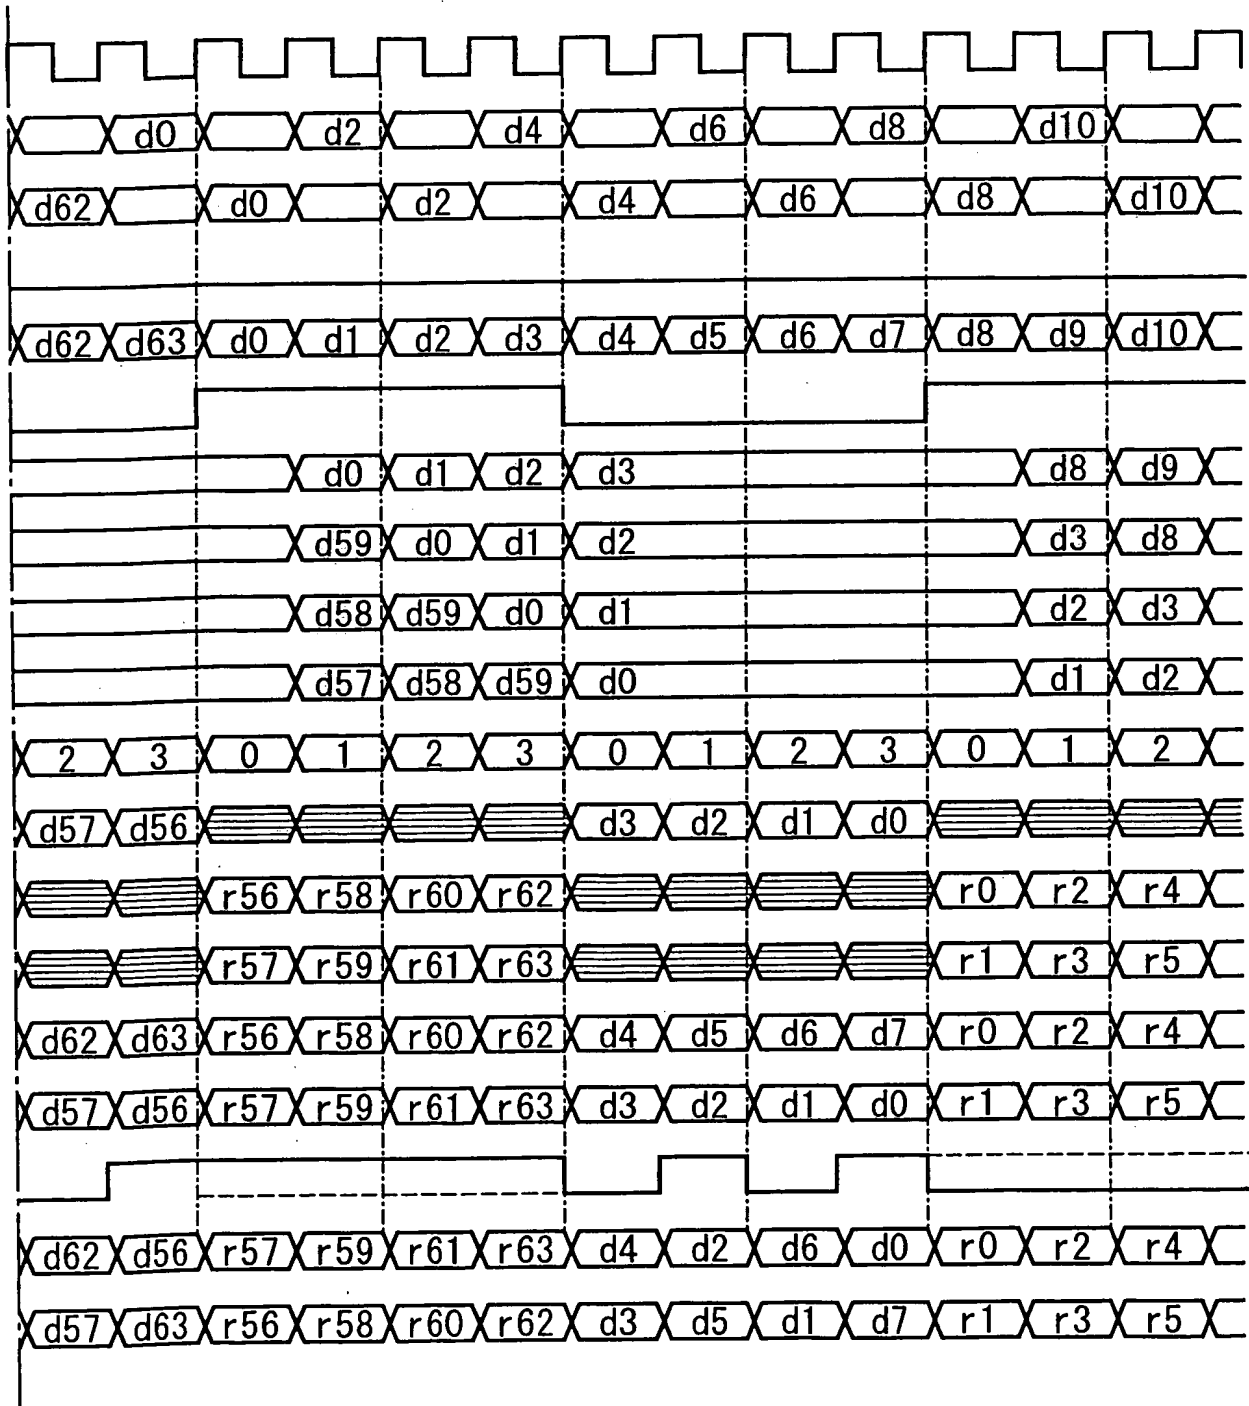 d0 d2 d4 d6 d8 d10
d62 d0 d2 d4 d6 d8 d10
d62 d63 d0 d1 d2 d3 d4 d5 d6 d7 d8 d9 d10
d0 d1 d2 d3 d8 d9
d59 d0 d1 d2 d3 d8
d58 d59 d0 d1 d2 d3
d57 d58 d59 d0 d1 d2
2 3 0 1 2 3 0 1 2 3 0 1 2
d57 d56 d3 d2 d1 d0
r56 r58 r60 r62 r0 r2 r4
r57 r59 r61 r63 r1 r3 r5
d62 d63 r56 r58 r60 r62 d4 d5 d6 d7 r0 r2 r4
d57 d56 r57 r59 r61 r63 d3 d2 d1 d0 r1 r3 r5
d62 d56 r57 r59 r61 r63 d4 d2 d6 d0 r0 r2 r4
d57 d63 r56 r58 r60 r62 d3 d5 d1 d7 r1 r3 r5